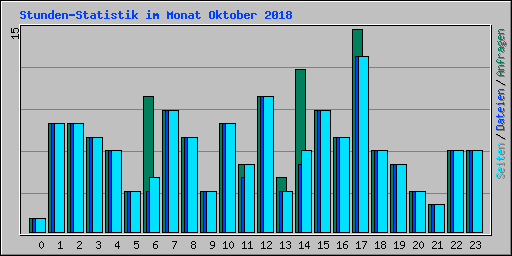 Stunden-Statistik im Monat Oktober 2018
15
Seiten/Dateien/Anfragen
0 1 2 3 4 5 6 7 8 9 10 11 12 13 14 15 16 17 18 19 20 21 22 23